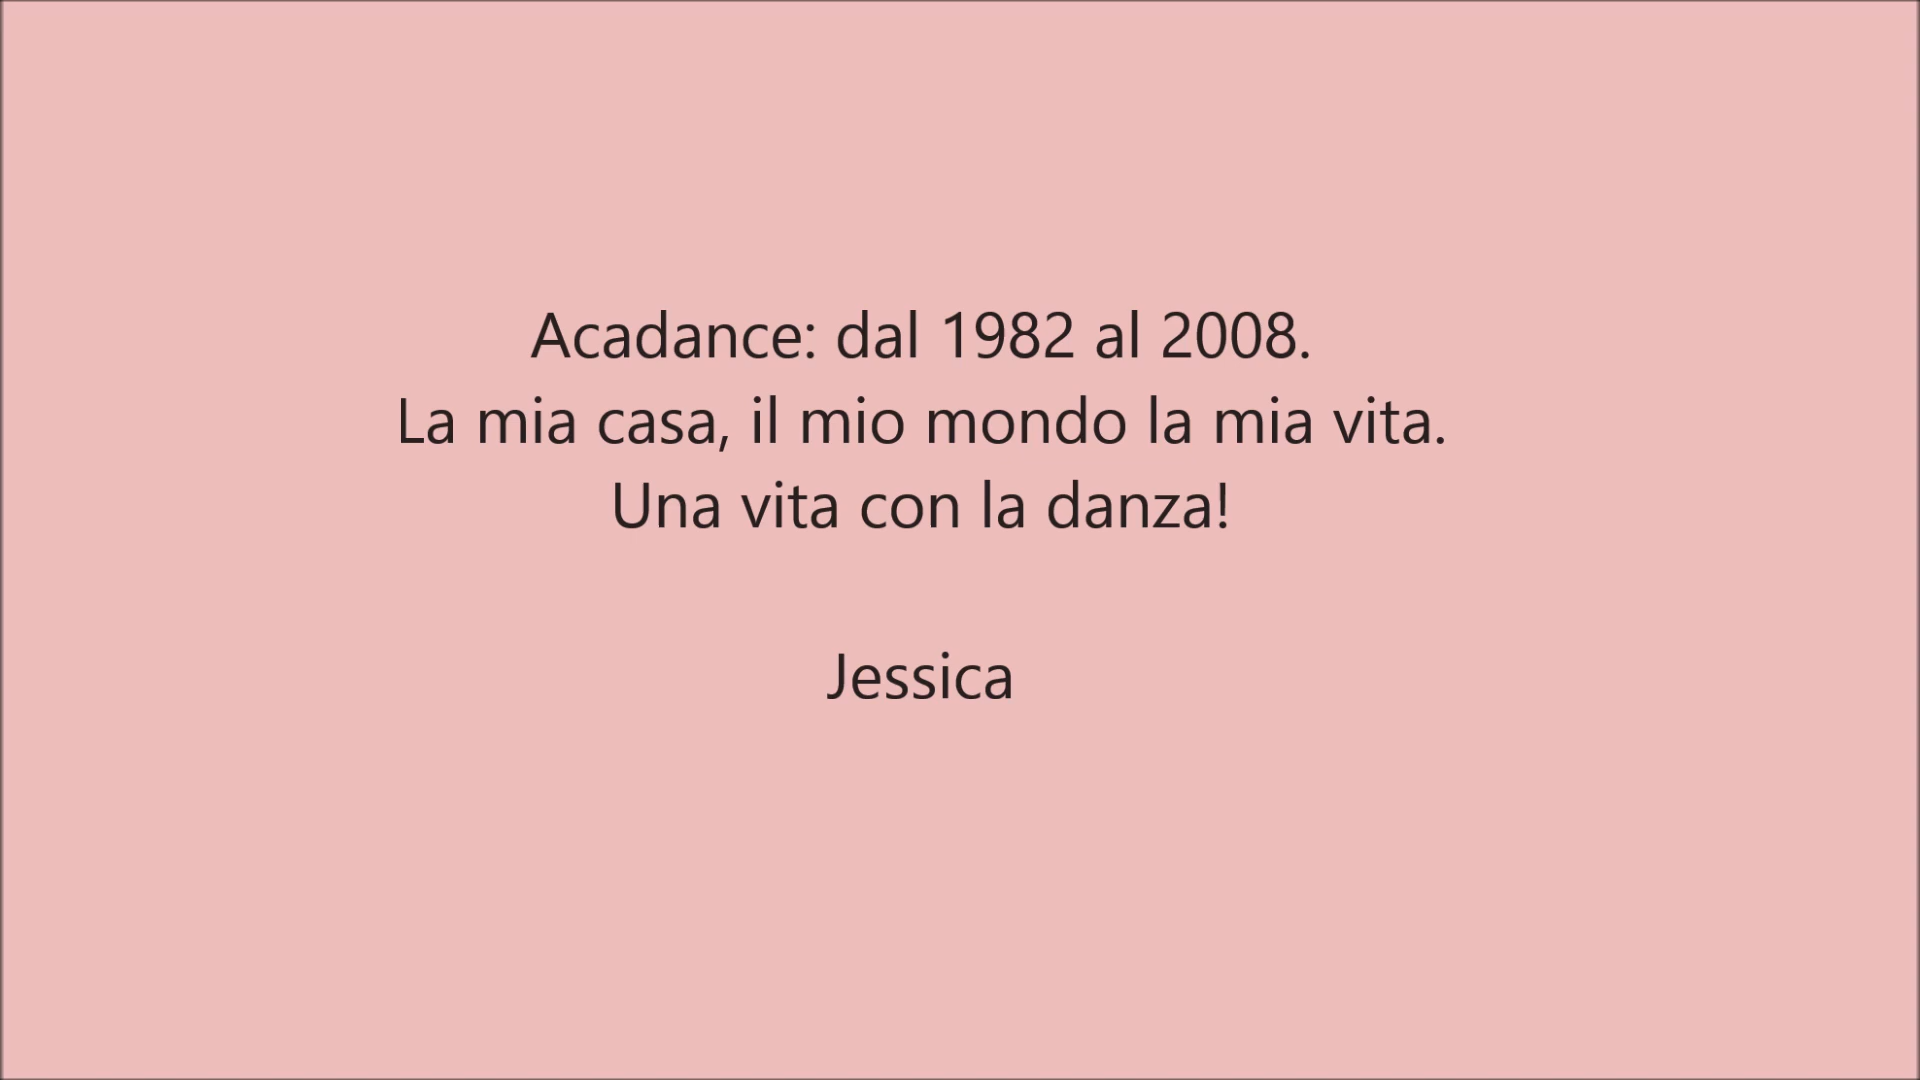 Acadance: dal 1982 al 2008.
La mia casa, il mio mondo la mia vita.
Una vita con la danza!
Jessica